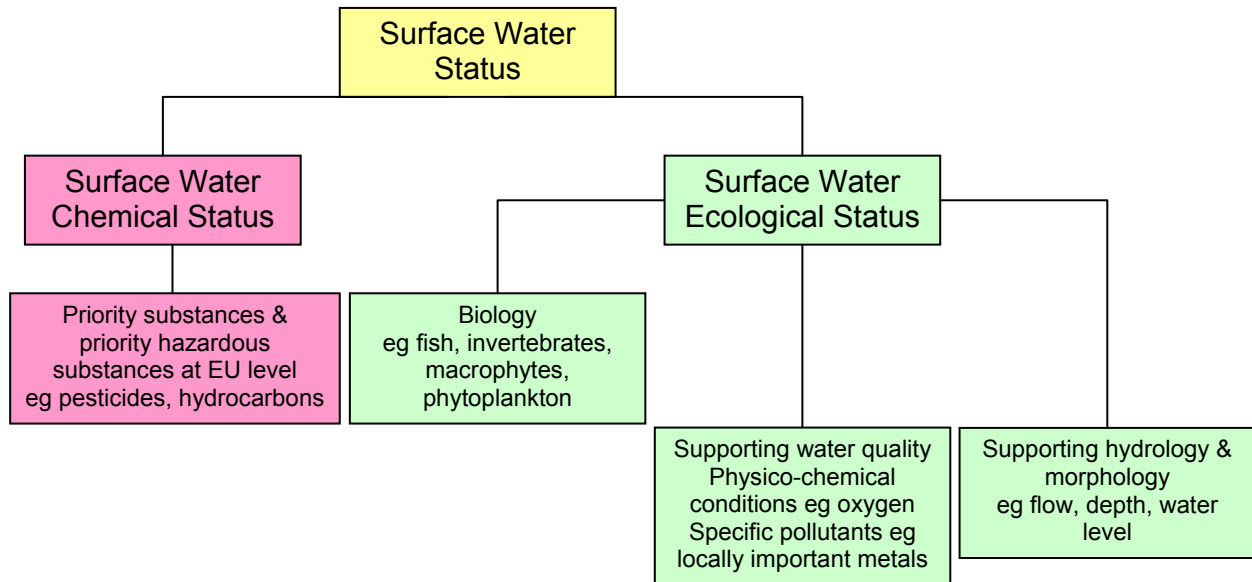 Surface Water
Status
Surface Water
Chemical Status
Surface Water
Ecological Status
Priority substances &
priority hazardous
substances at EU level
eg pesticides, hydrocarbons
Biology
eg fish, invertebrates,
macrophytes,
phytoplankton
Supporting water quality
Physico-chemical
conditions eg oxygen
Specific pollutants eg
locally important metals
Supporting hydrology &
morphology
eg flow, depth, water
level